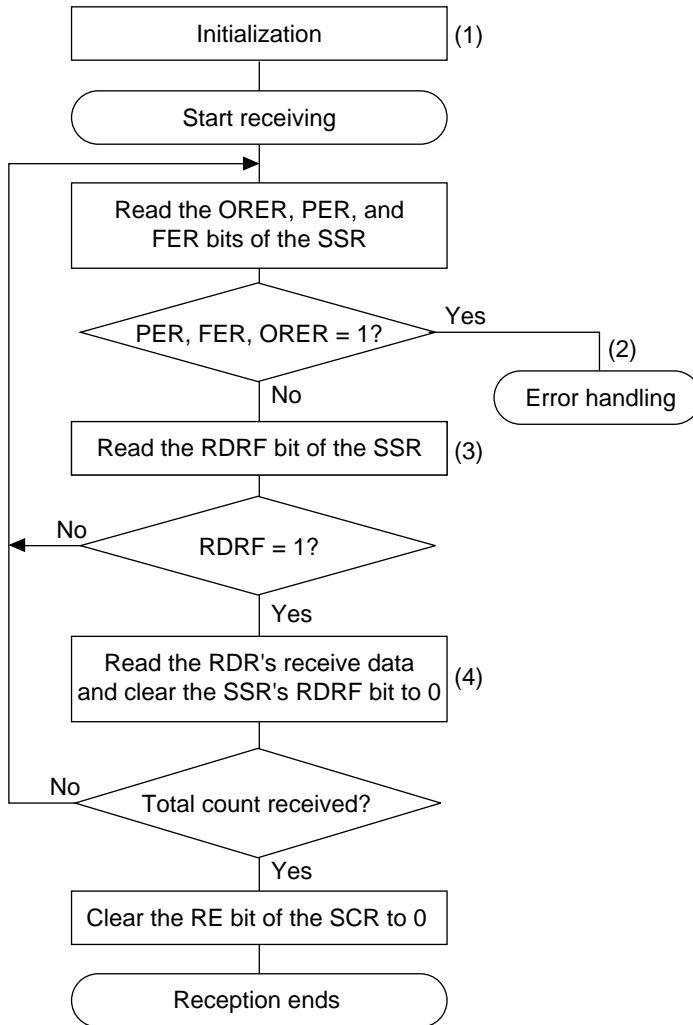 Initialization
(1)
Start receiving
Read the ORER, PER, and
FER bits of the SSR
PER, FER, ORER = 1?
Yes
(2)
Error handling
No
Read the RDRF bit of the SSR
(3)
No
RDRF = 1?
Yes
Read the RDR's receive data
and clear the SSR's RDRF bit to 0
(4)
No
Total count received?
Yes
Clear the RE bit of the SCR to 0
Reception ends